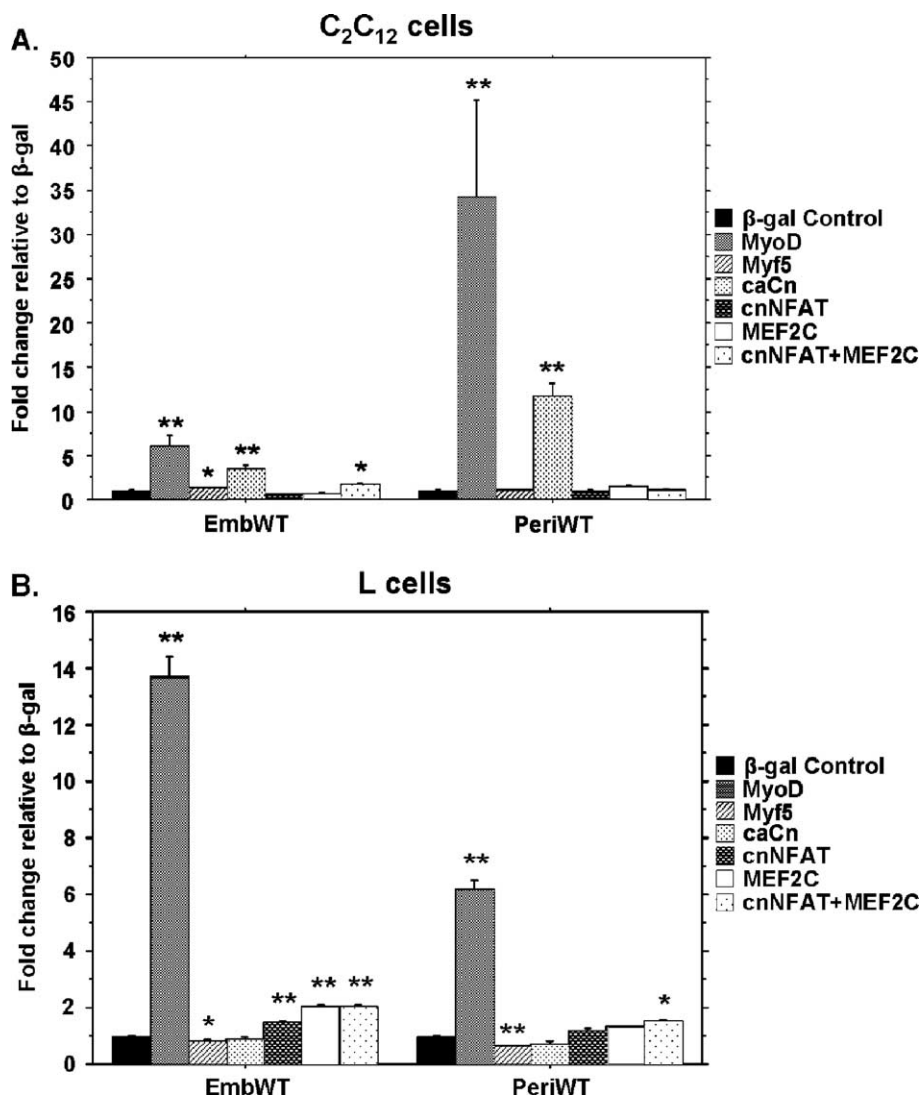 A.
C₂C₁₂ cells
Fold change relative to β-gal
50
45
40
35
30
25
20
15
10
5
0
**
*
**
*
**
**
EmbWT
PeriWT
β-gal Control
MyoD
Myf5
caCn
cnNFAT
MEF2C
cnNFAT+MEF2C
B.
L cells
Fold change relative to β-gal
16
14
12
10
8
6
4
2
0
**
*
**
**
**
**
**
*
EmbWT
PeriWT
β-gal Control
MyoD
Myf5
caCn
cnNFAT
MEF2C
cnNFAT+MEF2C